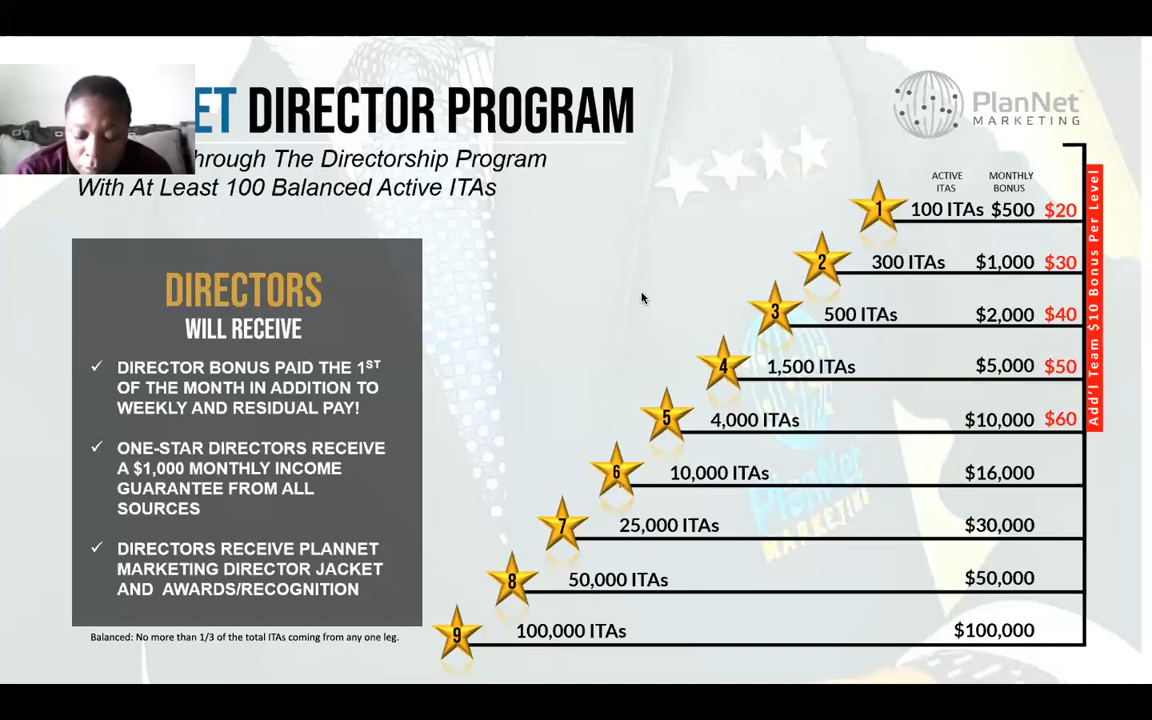 ET DIRECTOR PROGRAM
hrough The Directorship Program
With At Least 100 Balanced Active ITAs
PlanNet™
MARKETING
ACTIVE ITAS
MONTHLY BONUS
1 100 ITAs $500 $20
2 300 ITAs $1,000 $30
3 500 ITAs $2,000 $40
4 1,500 ITAs $5,000 $50
5 4,000 ITAs $10,000 $60
6 10,000 ITAs $16,000
7 25,000 ITAs $30,000
8 50,000 ITAs $50,000
9 100,000 ITAs $100,000
Add'l Team $10 Bonus Per Level
DIRECTORS
WILL RECEIVE
✓ DIRECTOR BONUS PAID THE 1ST
OF THE MONTH IN ADDITION TO
WEEKLY AND RESIDUAL PAY!
✓ ONE-STAR DIRECTORS RECEIVE
A $1,000 MONTHLY INCOME
GUARANTEE FROM ALL
SOURCES
✓ DIRECTORS RECEIVE PLANNET
MARKETING DIRECTOR JACKET
AND AWARDS/RECOGNITION
Balanced: No more than 1/3 of the total ITAs coming from any one leg.
PlanNet
MARKETING